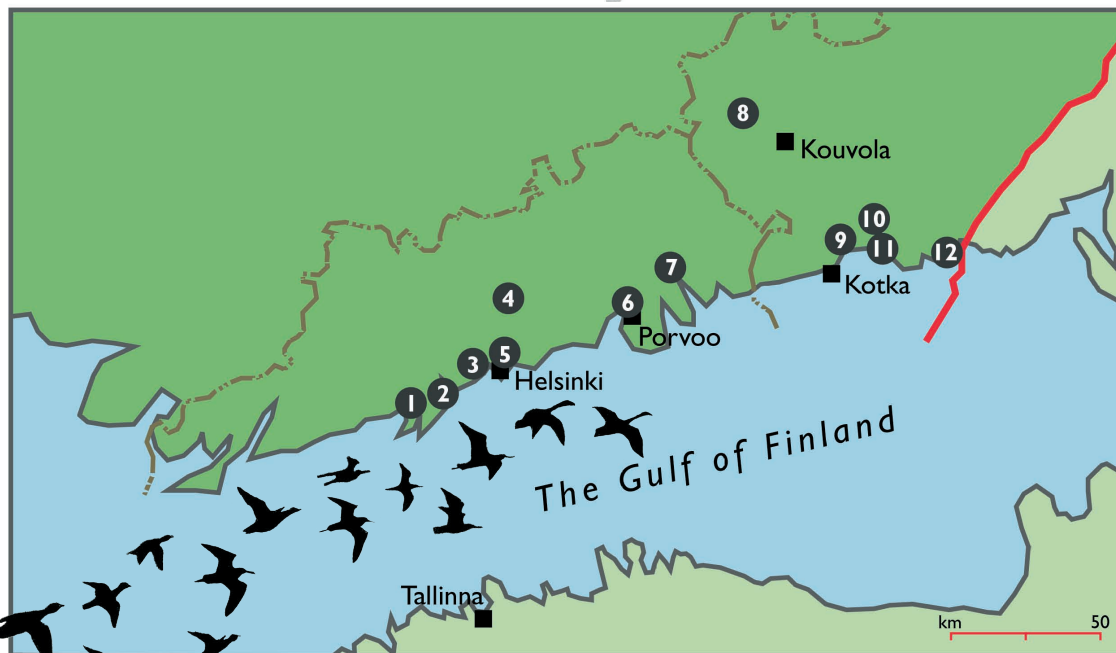 8
Kouvola
10
9
11
12
7
Kotka
4
6
Porvoo
5
3
Helsinki
2
1
The Gulf of Finland
Tallinna
km 50